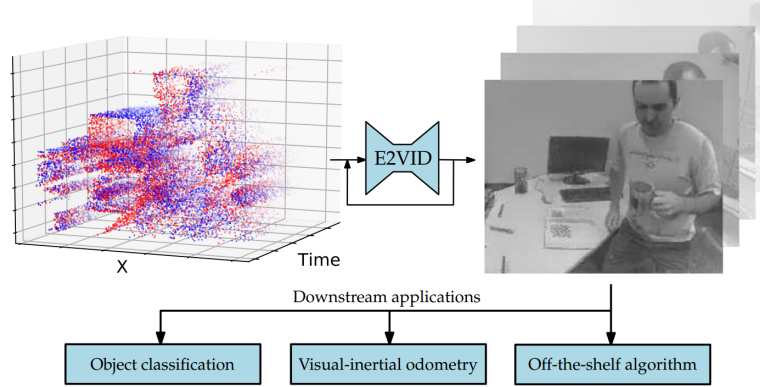 E2VID
X
Time
Downstream applications
Object classification
Visual-inertial odometry
Off-the-shelf algorithm